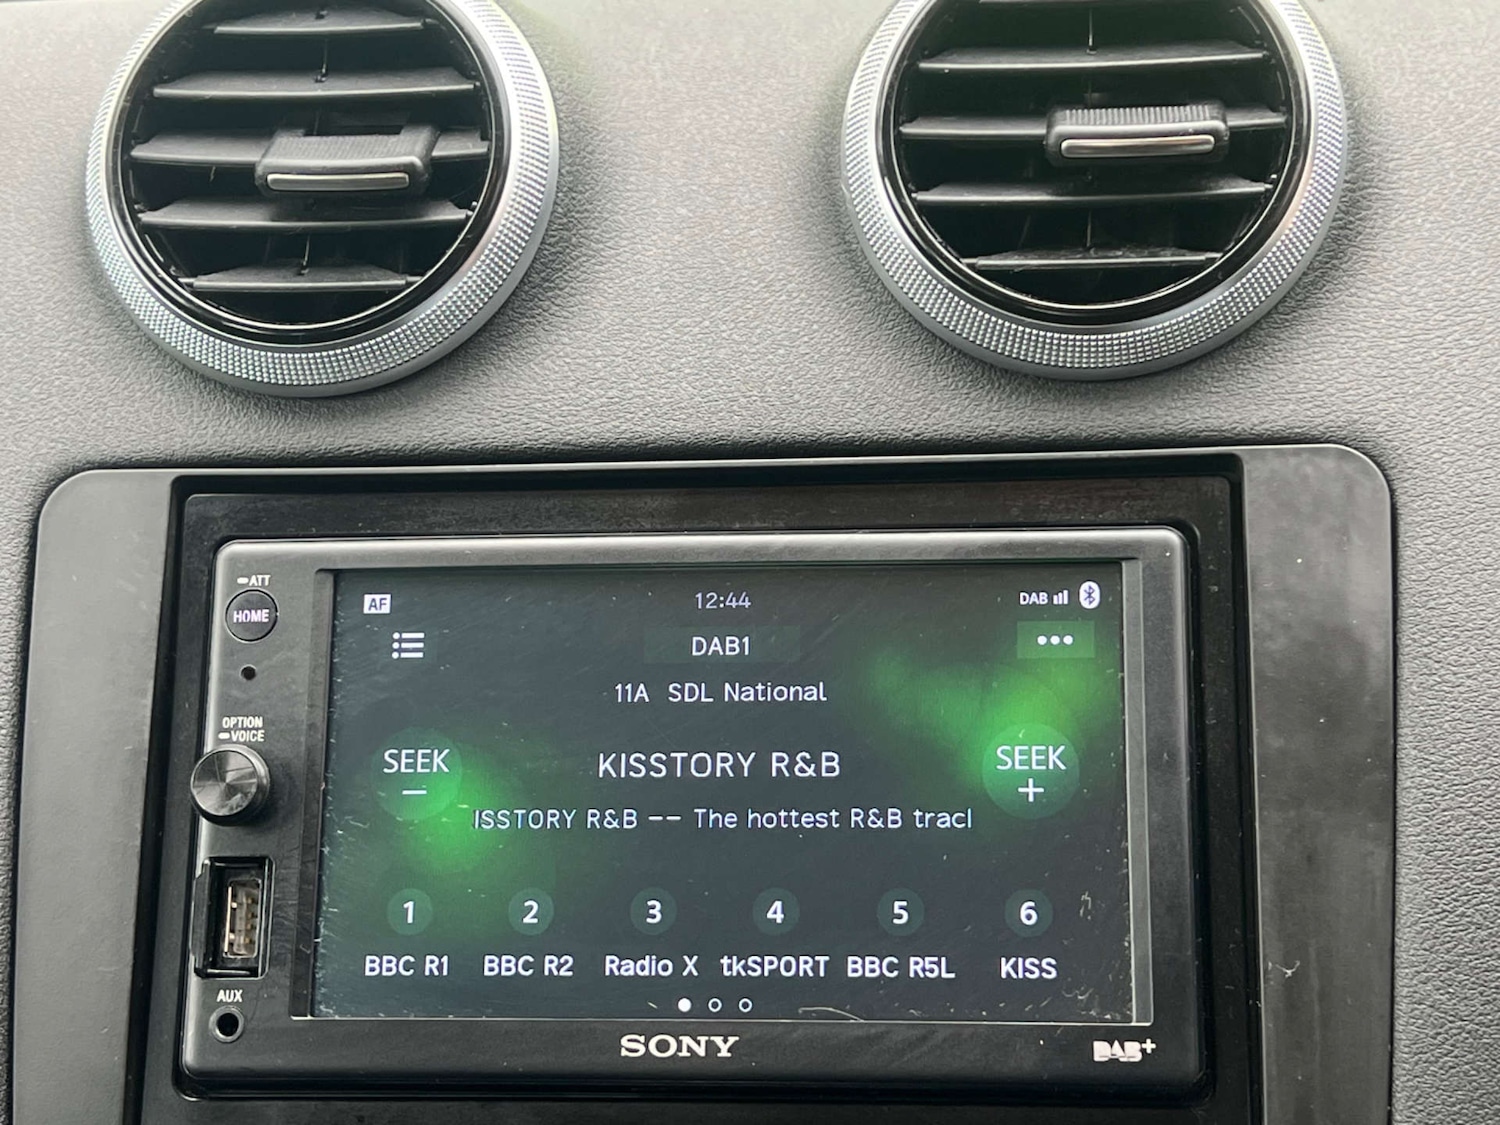 ATT
HOME
OPTION
VOICE
AUX
AF
12:44
DAB
DAB1
11A SDL National
SEEK
−
KISSTORY R&B
SEEK
+
ISSTORY R&B -- The hottest R&B tracl
1 2 3 4 5 6
BBC R1 BBC R2 Radio X tkSPORT BBC R5L KISS
SONY
DAB+